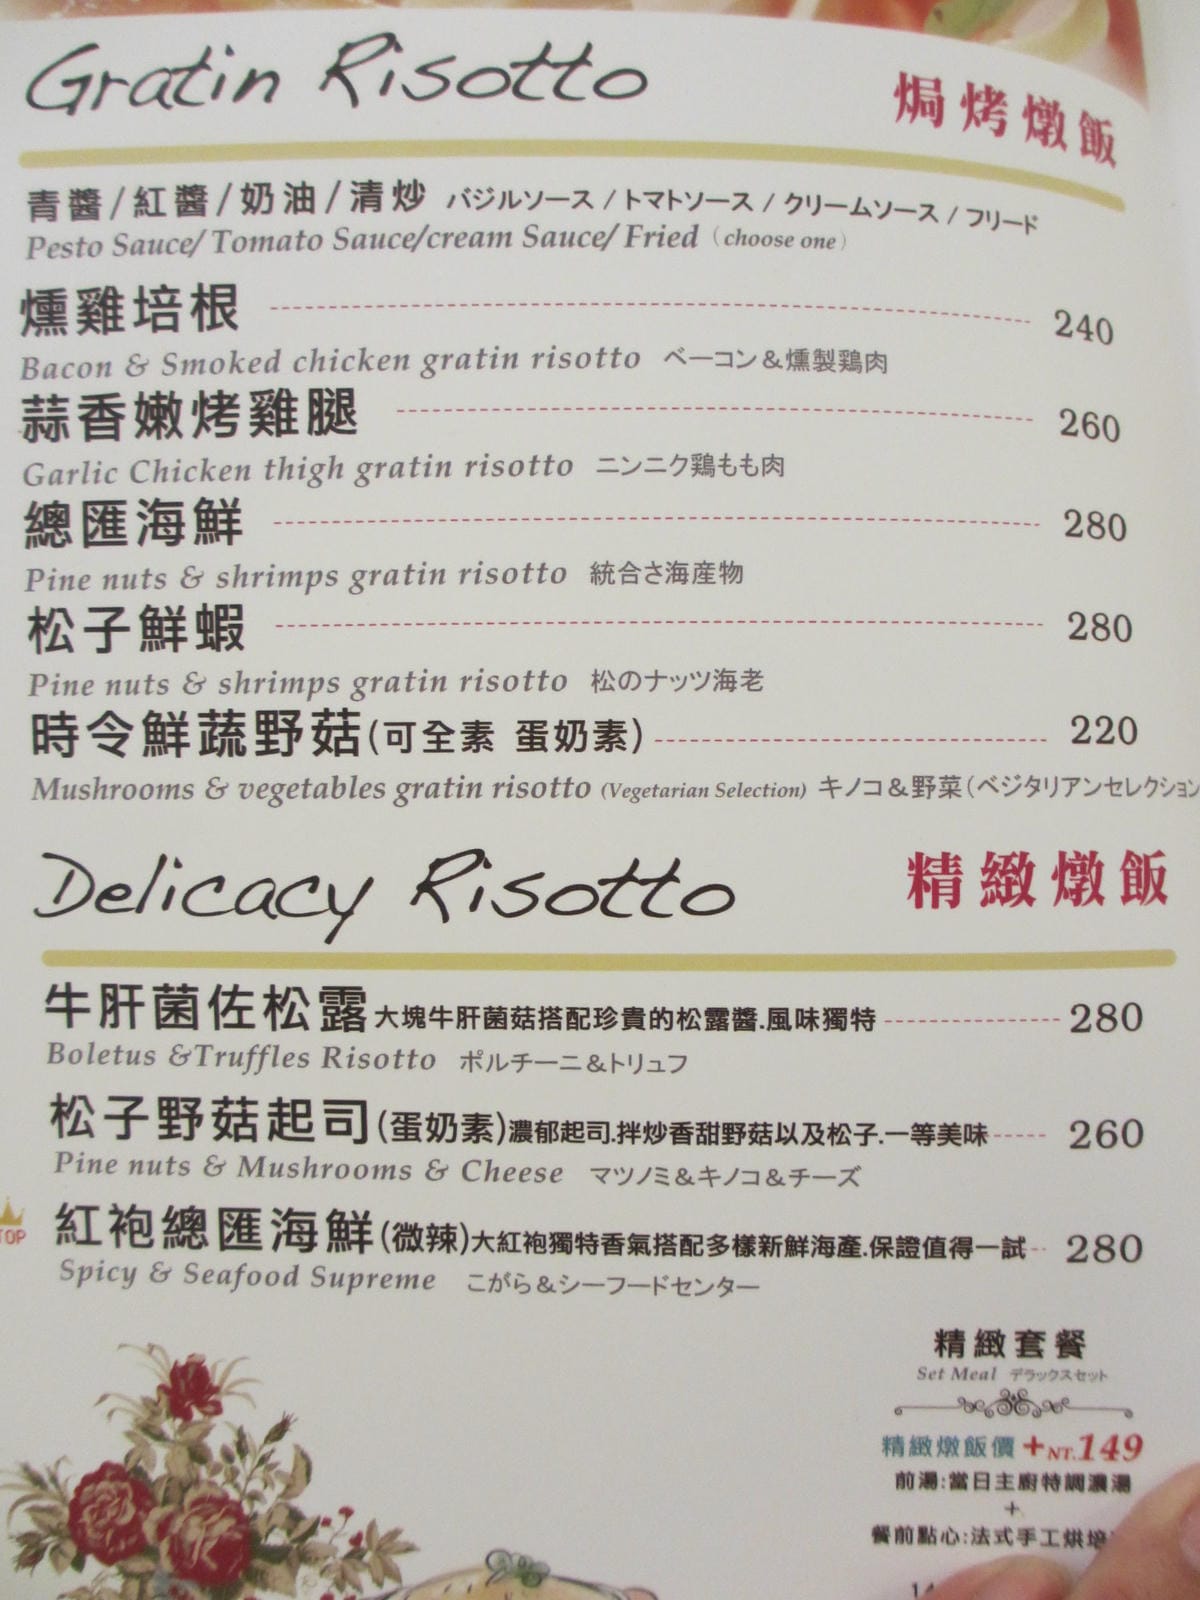 Gratin Risotto 焗烤燉飯
青醬/紅醬/奶油/清炒 バジルソース / トマトソース / クリームソース / フリード
Pesto Sauce/ Tomato Sauce/cream Sauce/ Fried (choose one)
燻雞培根 240
Bacon & Smoked chicken gratin risotto ベーコン&燻製鶏肉
蒜香嫩烤雞腿 260
Garlic Chicken thigh gratin risotto ニンニク鶏もも肉
總匯海鮮 280
Pine nuts & shrimps gratin risotto 統合さ海産物
松子鮮蝦 280
Pine nuts & shrimps gratin risotto 松のナッツ海老
時令鮮蔬野菇(可全素 蛋奶素) 220
Mushrooms & vegetables gratin risotto (Vegetarian Selection) キノコ&野菜(ベジタリアンセレクション
Delicacy Risotto 精緻燉飯
牛肝菌佐松露大塊牛肝菌菇搭配珍貴的松露醬.風味獨特 280
Boletus &Truffles Risotto ポルチーニ&トリュフ
松子野菇起司(蛋奶素)濃郁起司.拌炒香甜野菇以及松子.一等美味 260
Pine nuts & Mushrooms & Cheese マツノミ&キノコ&チーズ
TOP 紅袍總匯海鮮(微辣)大紅袍獨特香氣搭配多樣新鮮海產.保證值得一試 280
Spicy & Seafood Supreme こがら&シーフードセンター
精緻套餐
Set Meal デラックスセット
精緻燉飯價 +NT.149
前湯:當日主廚特調濃湯
+
餐前點心:法式手工烘培
14